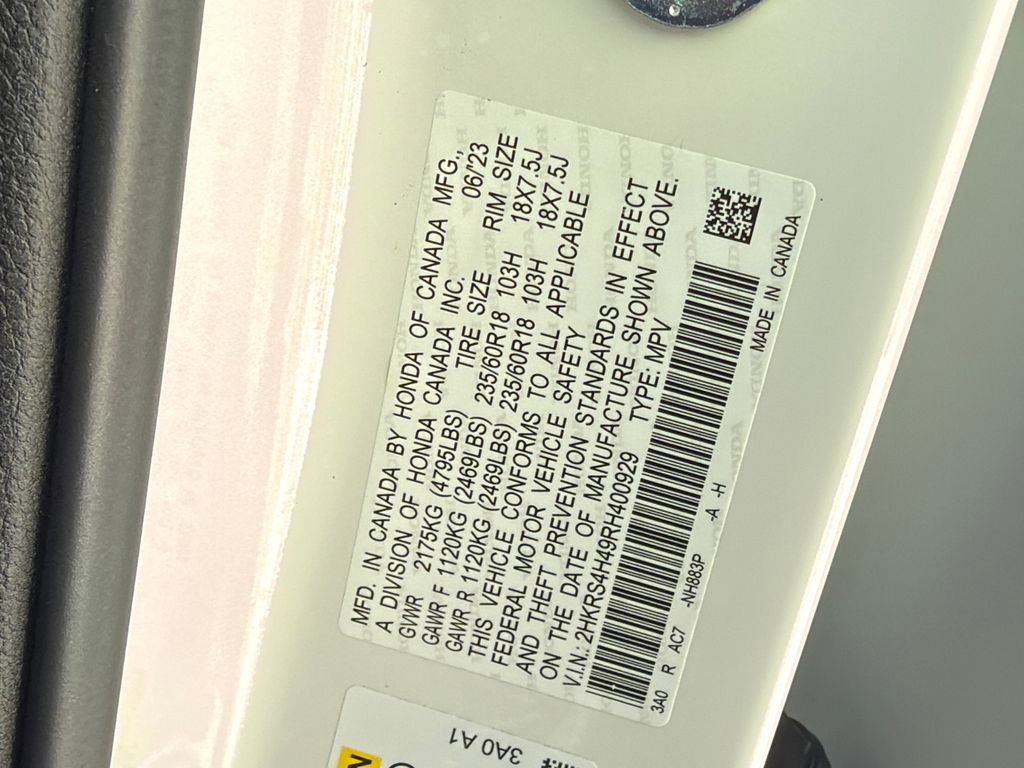 MFD. IN CANADA BY HONDA OF CANADA MFG.,
A DIVISION OF HONDA CANADA INC. 06/'23
GVWR 2175KG (4795LBS) TIRE SIZE RIM SIZE
GAWR F 1120KG (2469LBS) 235/60R18 103H 18X7.5J
GAWR R 1120KG (2469LBS) 235/60R18 103H 18X7.5J
THIS VEHICLE CONFORMS TO ALL APPLICABLE
FEDERAL MOTOR VEHICLE SAFETY
AND THEFT PREVENTION STANDARDS IN EFFECT
ON THE DATE OF MANUFACTURE SHOWN ABOVE.
V.I.N.: 2HKRS4H49RH400929 TYPE: MPV
3A0 R AC7 -NH883P -A -H MADE IN CANADA
3A0 A1